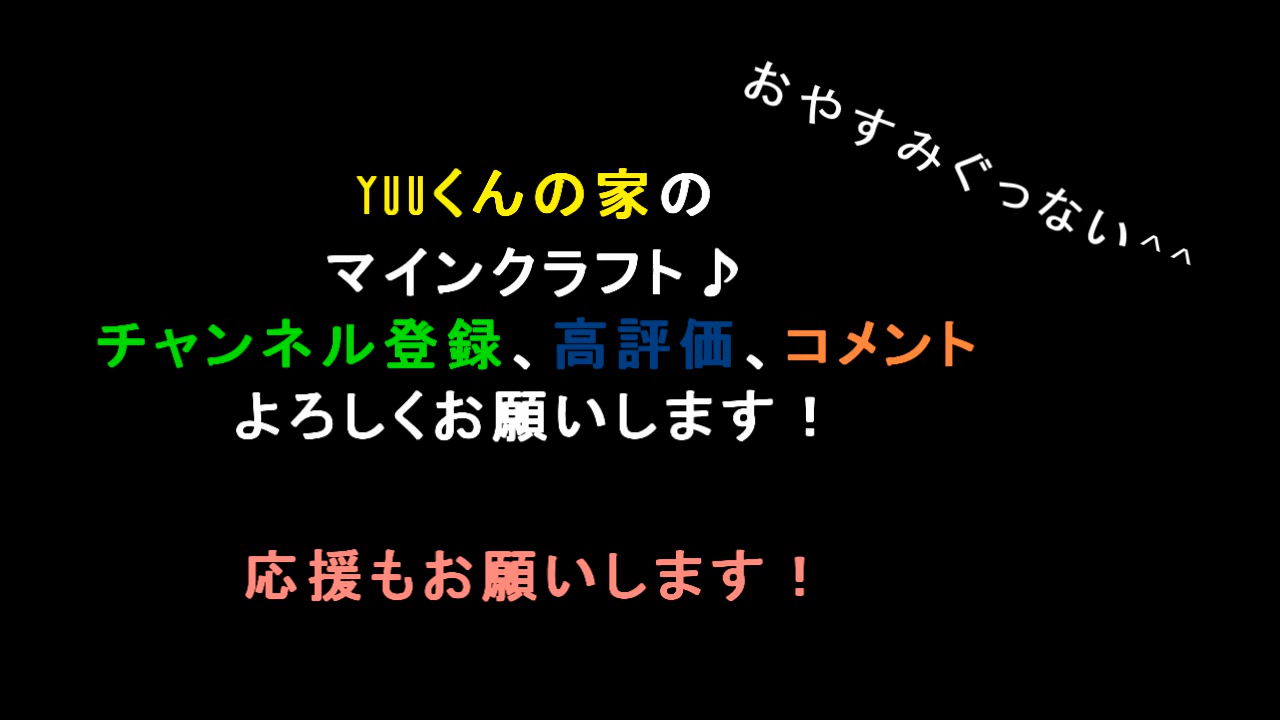 おやすみぐっない^^
YUUくんの家の
マインクラフト♪
チャンネル登録、高評価、コメント
よろしくお願いします！
応援もお願いします！